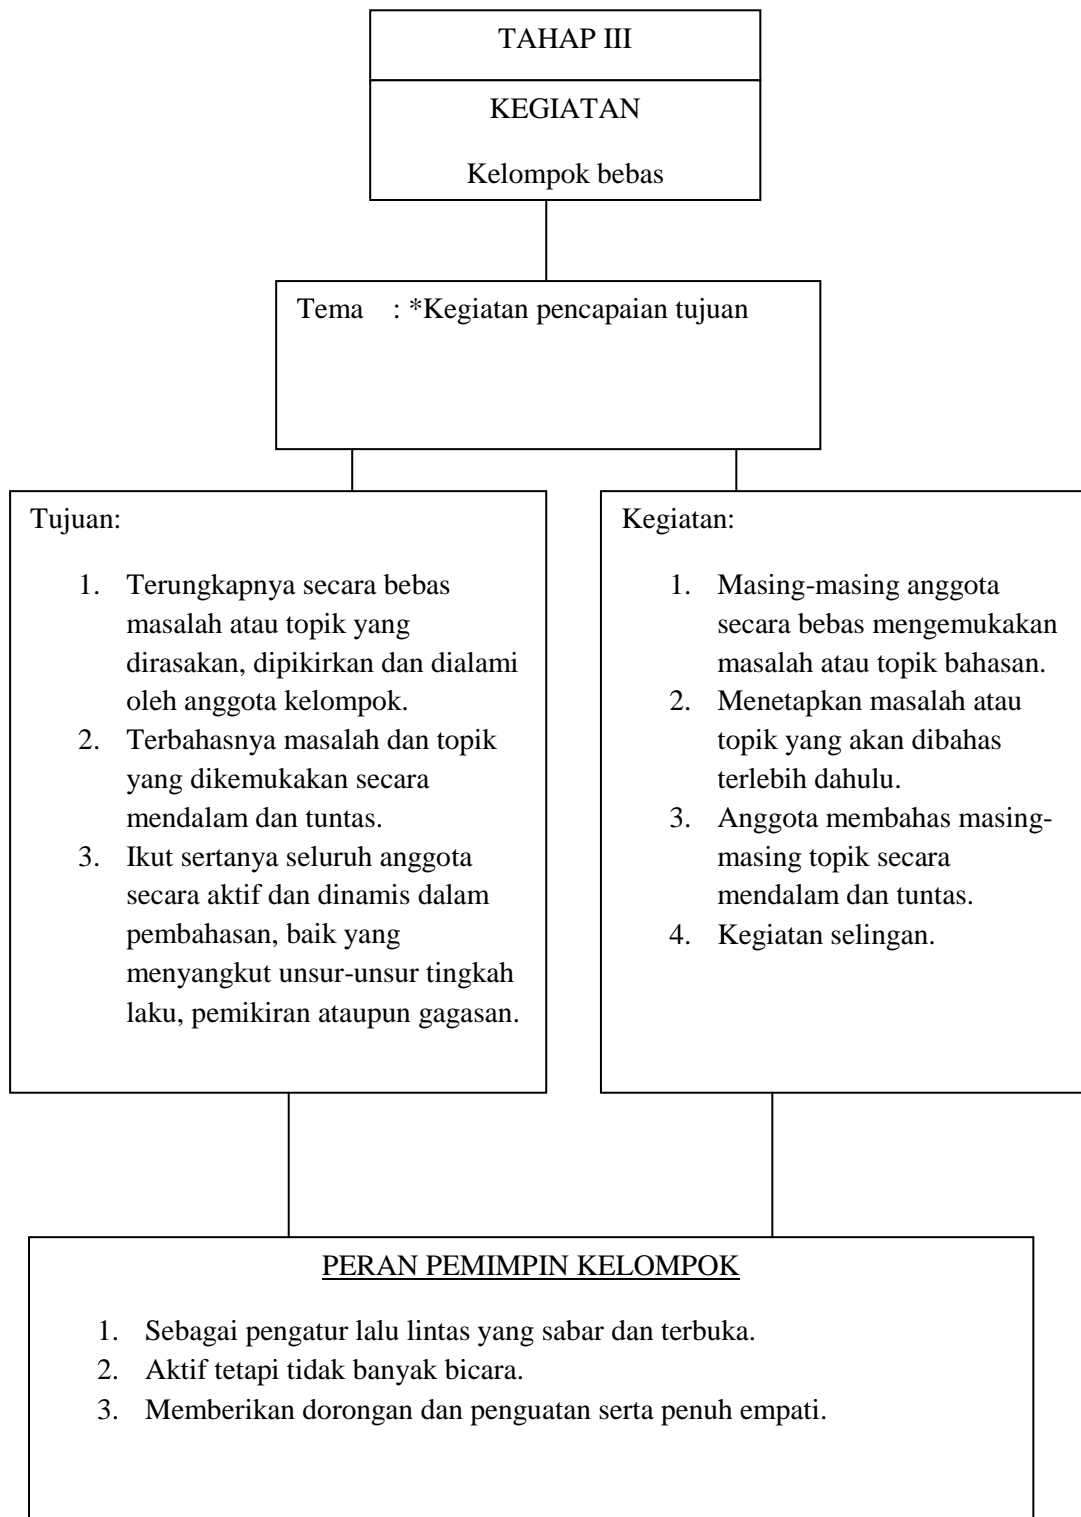 TAHAP III
KEGIATAN
Kelompok bebas
Tema : *Kegiatan pencapaian tujuan
Tujuan:
1. Terungkapnya secara bebas
masalah atau topik yang
dirasakan, dipikirkan dan dialami
oleh anggota kelompok.
2. Terbahasnya masalah dan topik
yang dikemukakan secara
mendalam dan tuntas.
3. Ikut sertanya seluruh anggota
secara aktif dan dinamis dalam
pembahasan, baik yang
menyangkut unsur-unsur tingkah
laku, pemikiran ataupun gagasan.
Kegiatan:
1. Masing-masing anggota
secara bebas mengemukakan
masalah atau topik bahasan.
2. Menetapkan masalah atau
topik yang akan dibahas
terlebih dahulu.
3. Anggota membahas masing-
masing topik secara
mendalam dan tuntas.
4. Kegiatan selingan.
PERAN PEMIMPIN KELOMPOK
1. Sebagai pengatur lalu lintas yang sabar dan terbuka.
2. Aktif tetapi tidak banyak bicara.
3. Memberikan dorongan dan penguatan serta penuh empati.